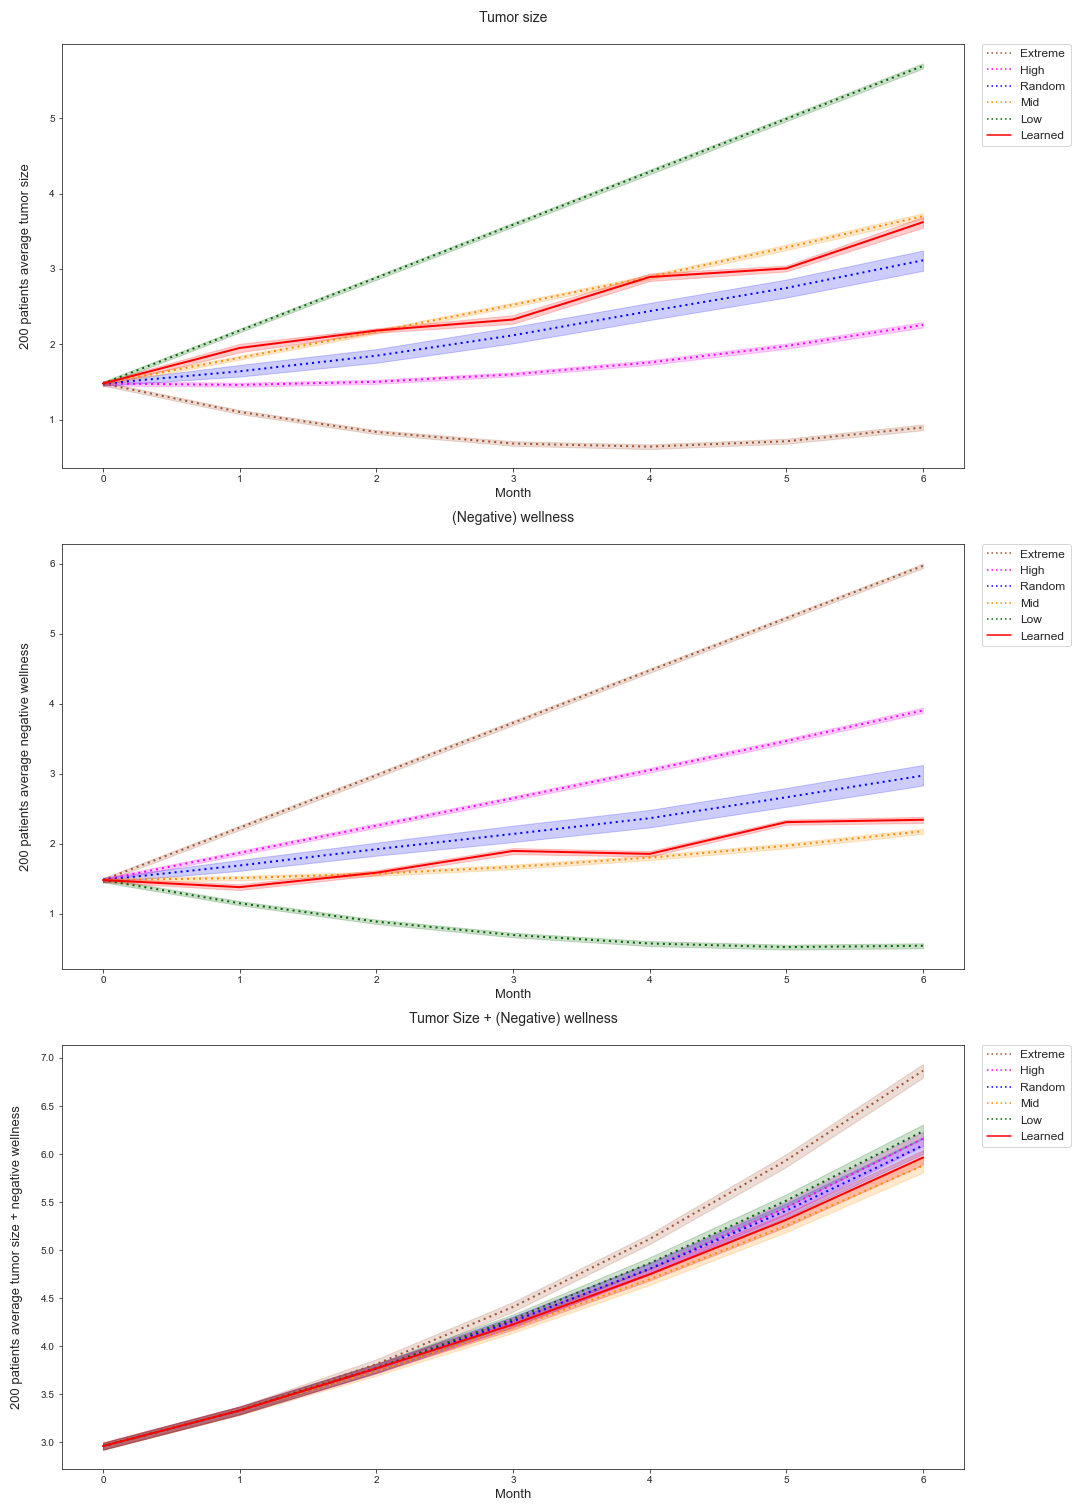 Tumor size
200 patients average tumor size
5
4
3
2
1
0 1 2 3 4 5 6
Month
Extreme
High
Random
Mid
Low
Learned
(Negative) wellness
200 patients average negative wellness
6
5
4
3
2
1
0 1 2 3 4 5 6
Month
Extreme
High
Random
Mid
Low
Learned
Tumor Size + (Negative) wellness
200 patients average tumor size + negative wellness
7.0
6.5
6.0
5.5
5.0
4.5
4.0
3.5
3.0
0 1 2 3 4 5 6
Month
Extreme
High
Random
Mid
Low
Learned